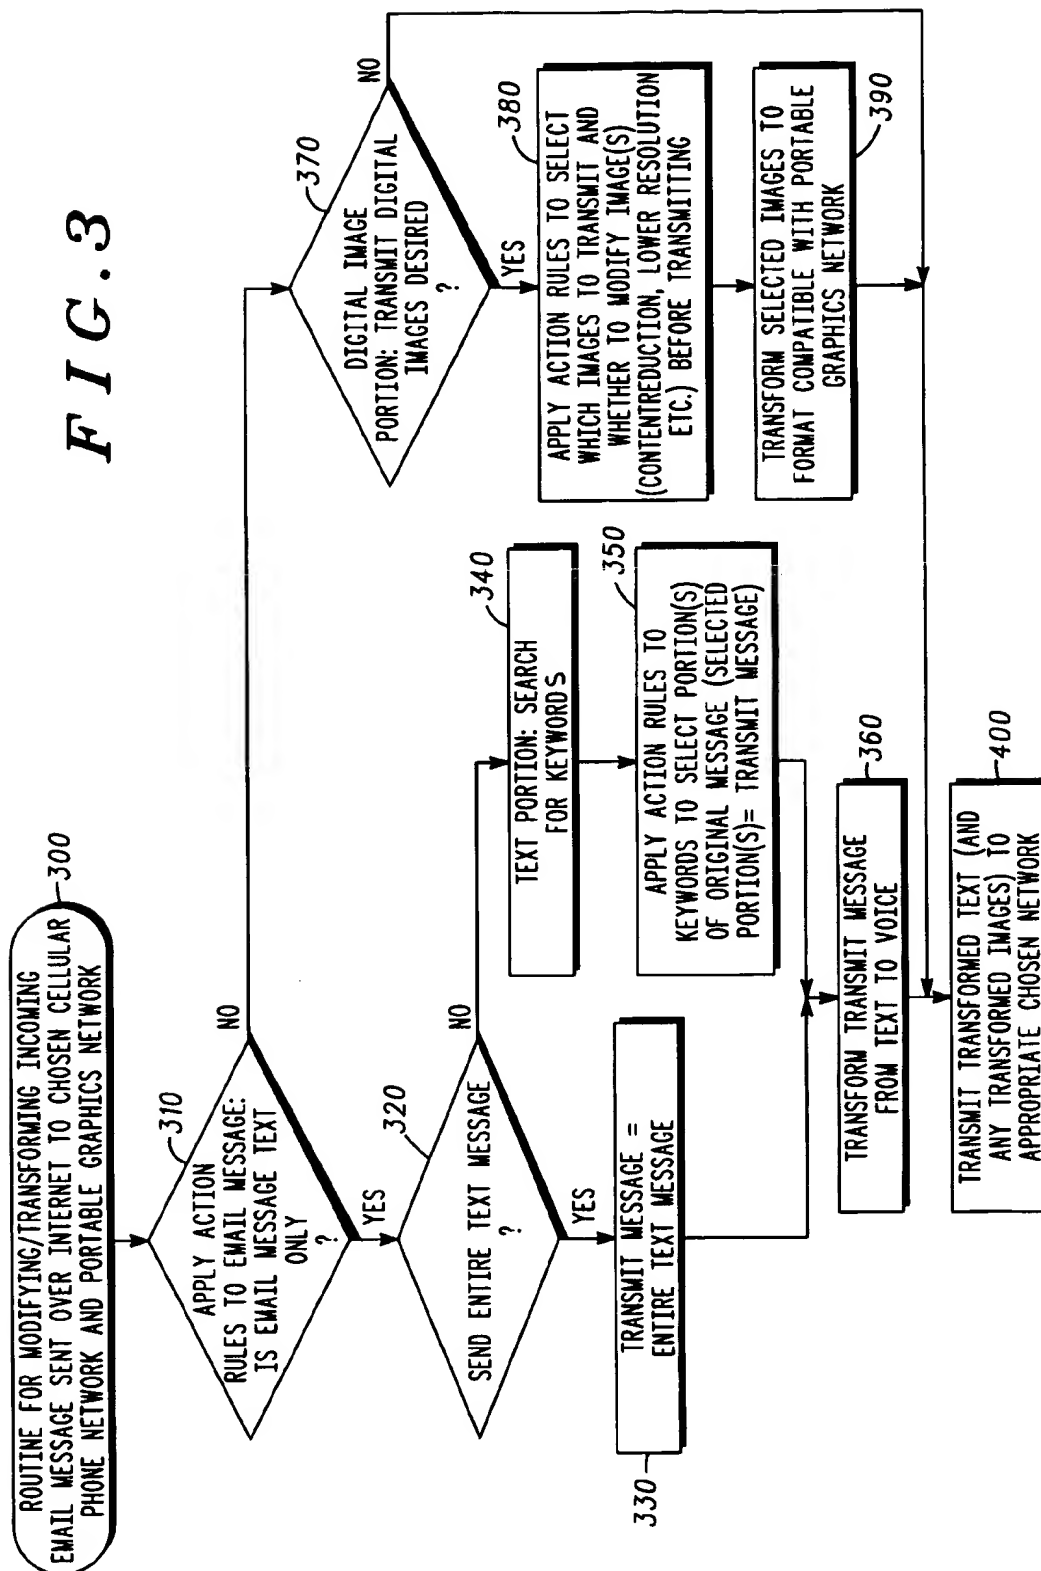 FIG.3
ROUTINE FOR MODIFYING/TRANSFORMING INCOMING
EMAIL MESSAGE SENT OVER INTERNET TO CHOSEN CELLULAR
PHONE NETWORK AND PORTABLE GRAPHICS NETWORK
300
310
APPLY ACTION
RULES TO EMAIL MESSAGE:
IS EMAIL MESSAGE TEXT
ONLY
?
NO
YES
320
SEND ENTIRE TEXT MESSAGE
?
NO
YES
TRANSMIT MESSAGE =
ENTIRE TEXT MESSAGE
330
340
TEXT PORTION: SEARCH
FOR KEYWORDS
350
APPLY ACTION RULES TO
KEYWORDS TO SELECT PORTION(S)
OF ORIGINAL MESSAGE (SELECTED
PORTION(S)= TRANSMIT MESSAGE)
360
TRANSFORM TRANSMIT MESSAGE
FROM TEXT TO VOICE
370
DIGITAL IMAGE
PORTION: TRANSMIT DIGITAL
IMAGES DESIRED
?
NO
YES
380
APPLY ACTION RULES TO SELECT
WHICH IMAGES TO TRANSMIT AND
WHETHER TO MODIFY IMAGE(S)
(CONTENTREDUCTION, LOWER RESOLUTION
ETC.) BEFORE TRANSMITTING
390
TRANSFORM SELECTED IMAGES TO
FORMAT COMPATIBLE WITH PORTABLE
GRAPHICS NETWORK
400
TRANSMIT TRANSFORMED TEXT (AND
ANY TRANSFORMED IMAGES) TO
APPROPRIATE CHOSEN NETWORK